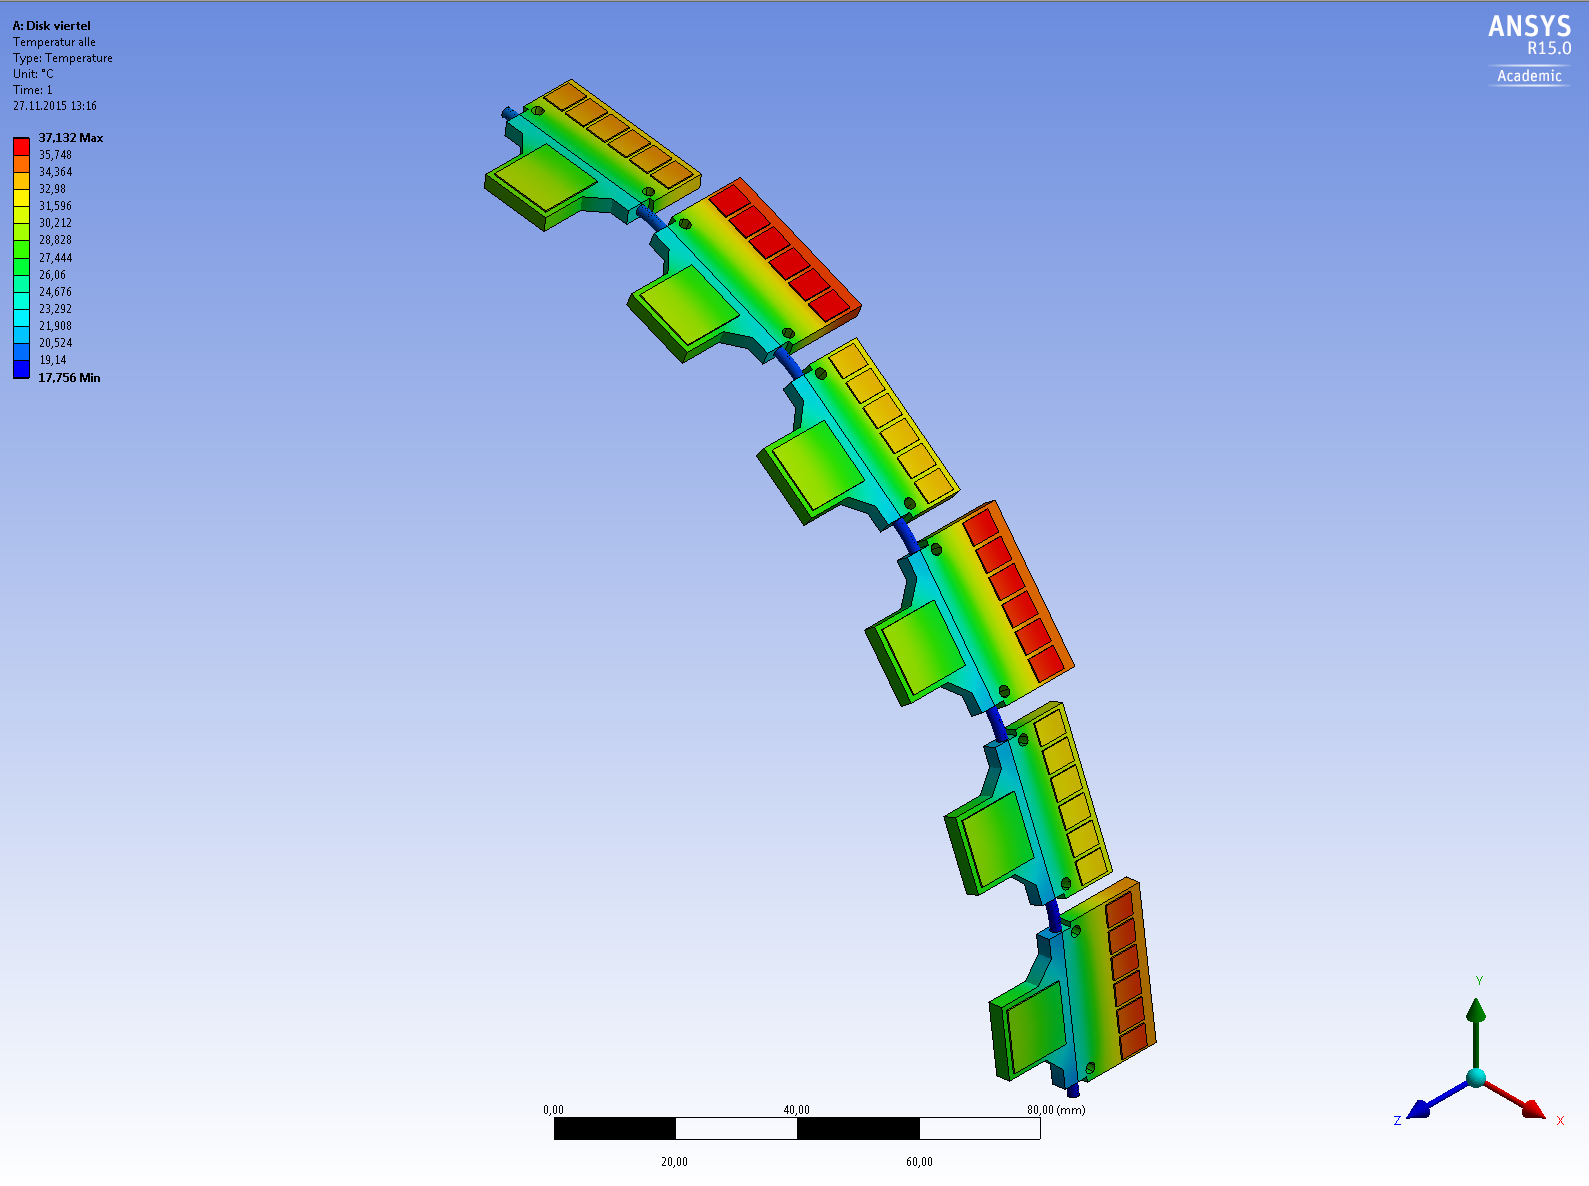 A: Disk viertel
Temperatur alle
Type: Temperature
Unit: °C
Time: 1
27.11.2015 13:16
37,132 Max
35,748
34,364
32,98
31,596
30,212
28,828
27,444
26,06
24,676
23,292
21,908
20,524
19,14
17,756 Min
ANSYS
R15.0
Academic
0,00
40,00
80,00 (mm)
20,00
60,00
Y
Z
X